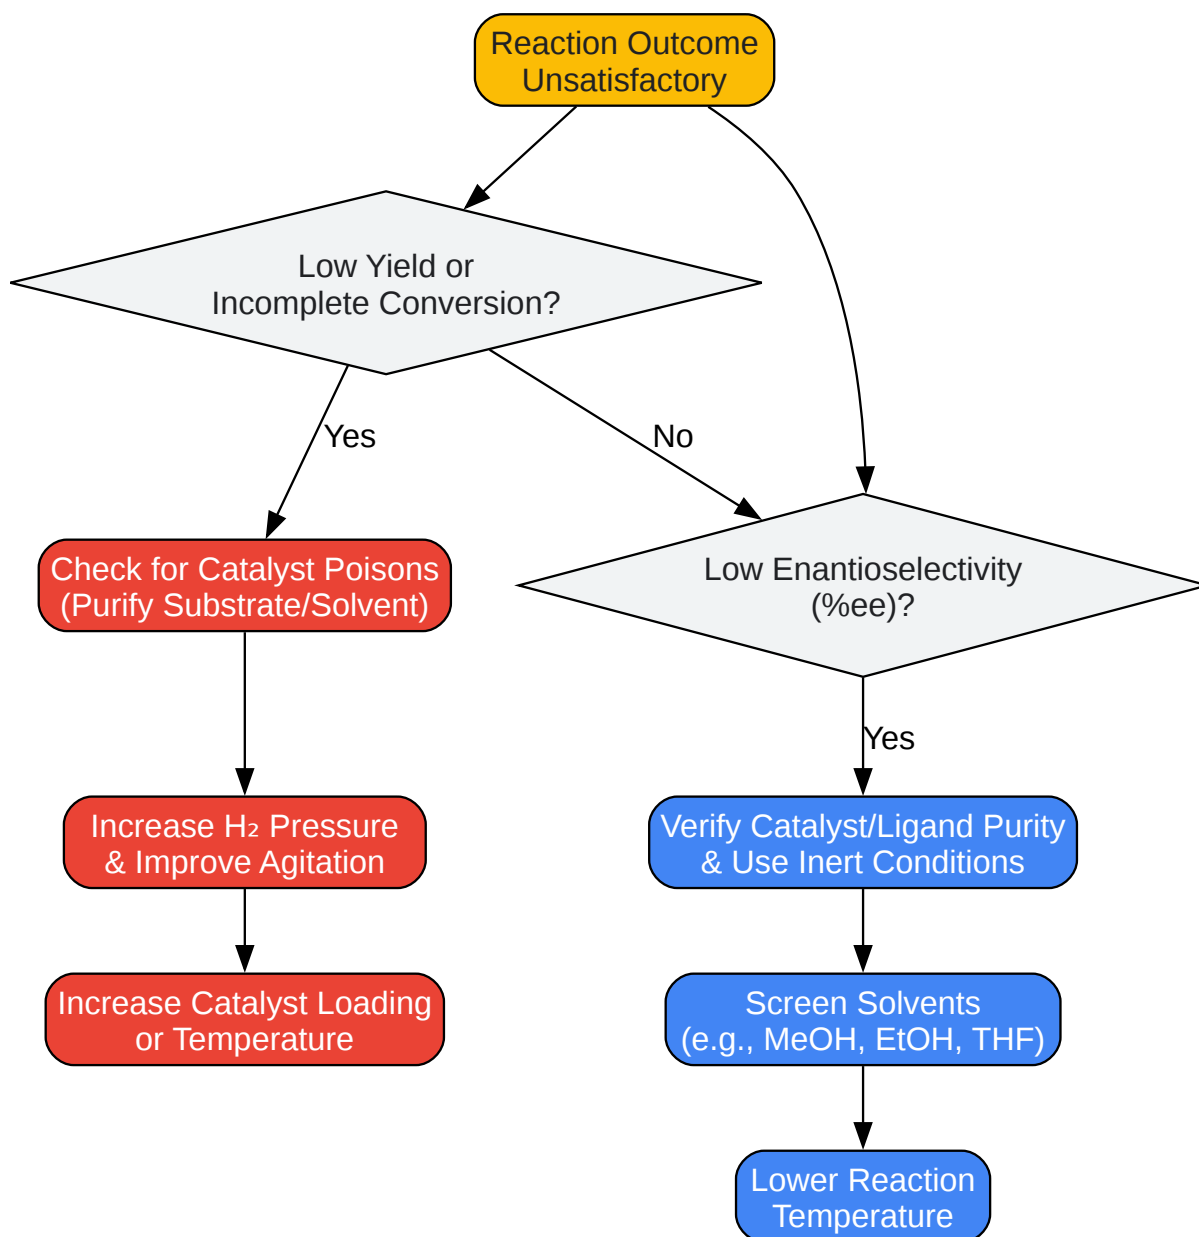 Reaction Outcome
Unsatisfactory
Low Yield or
Incomplete Conversion?
Yes
No
Check for Catalyst Poisons
(Purify Substrate/Solvent)
Low Enantioselectivity
(%ee)?
Yes
Increase H₂ Pressure
& Improve Agitation
Verify Catalyst/Ligand Purity
& Use Inert Conditions
Increase Catalyst Loading
or Temperature
Screen Solvents
(e.g., MeOH, EtOH, THF)
Lower Reaction
Temperature